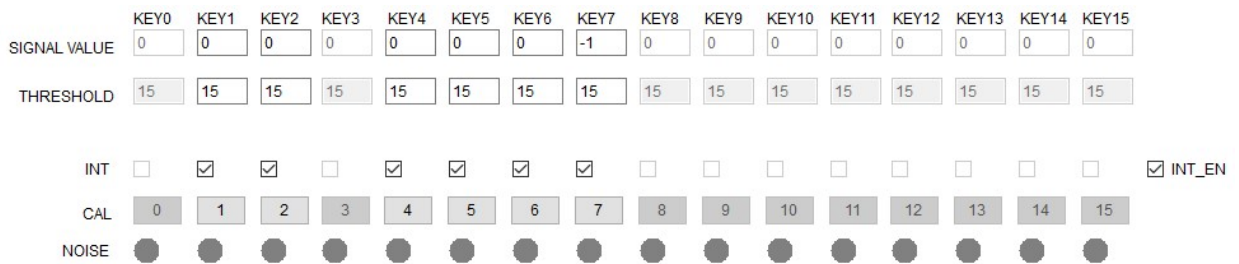 KEY0 KEY1 KEY2 KEY3 KEY4 KEY5 KEY6 KEY7 KEY8 KEY9 KEY10 KEY11 KEY12 KEY13 KEY14 KEY15
SIGNAL VALUE 0 0 0 0 0 0 0 -1 0 0 0 0 0 0 0 0
THRESHOLD 15 15 15 15 15 15 15 15 15 15 15 15 15 15 15 15
INT INT_EN
CAL 0 1 2 3 4 5 6 7 8 9 10 11 12 13 14 15
NOISE